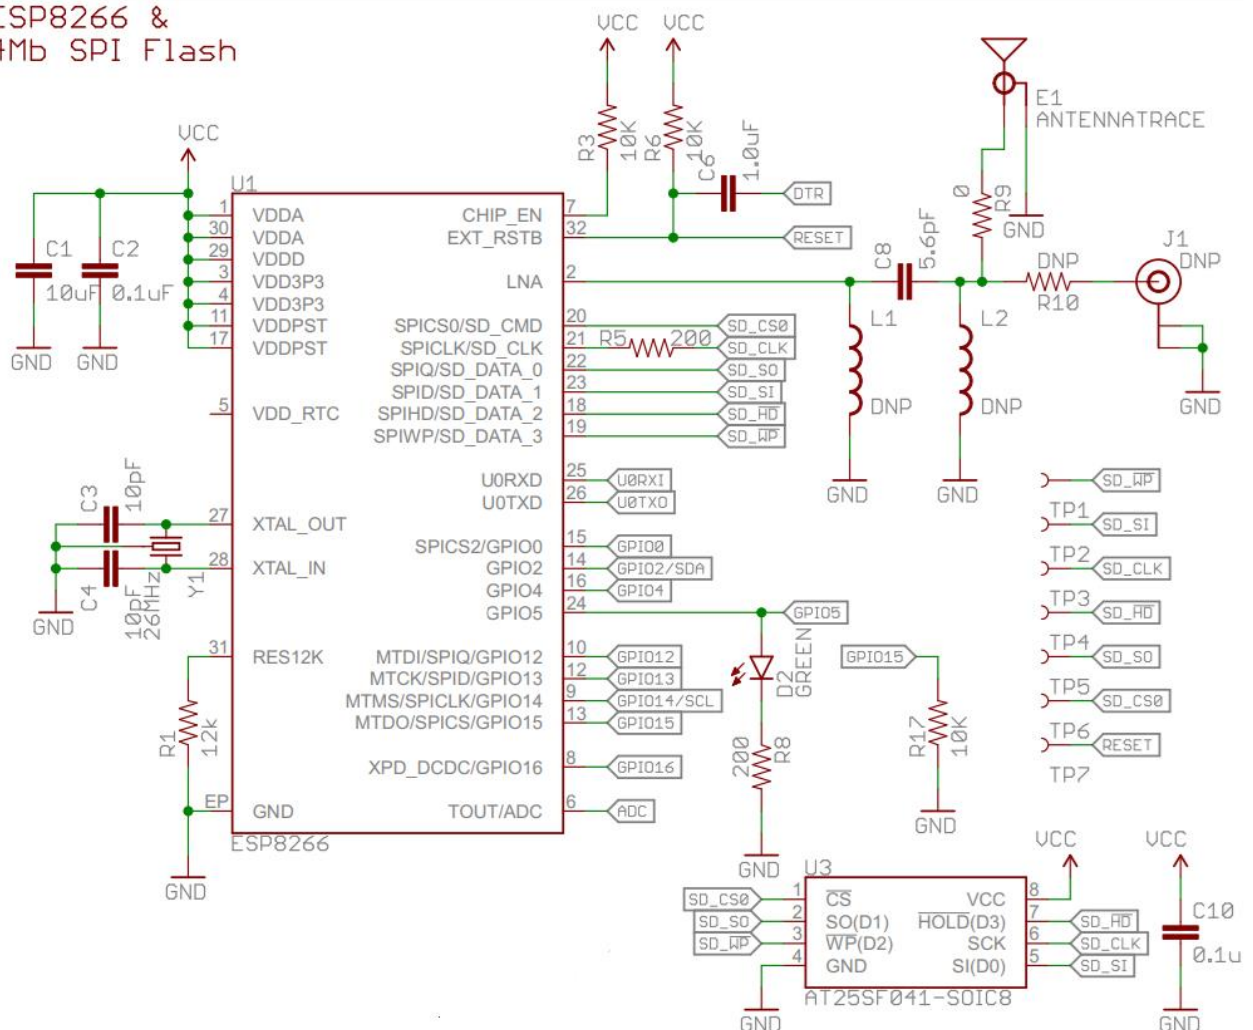 ESP8266 &
4Mb SPI Flash
VCC
VCC
VCC
E1
ANTENNATRACE
R3
10K
R6
10K
C6
1.0uF
DTR
RESET
0
R9
GND
C8
5.6pF
DNP
R10
J1
DNP
GND
L1
DNP
GND
L2
DNP
GND
C1
10uF
GND
C2
0.1uF
GND
U1
1 VDDA
30 VDDA
29 VDDD
3 VDD3P3
4 VDD3P3
11 VDDPST
17 VDDPST
5 VDD_RTC
27 XTAL_OUT
28 XTAL_IN
31 RES12K
EP GND
CHIP_EN 7
EXT_RSTB 32
LNA 2
SPICS0/SD_CMD 20 SD_CS0
SPICLK/SD_CLK 21 R5 200 SD_CLK
SPIQ/SD_DATA_0 22 SD_SO
SPID/SD_DATA_1 23 SD_SI
SPIHD/SD_DATA_2 18 SD_HD
SPIWP/SD_DATA_3 19 SD_WP
U0RXD 25 U0RXI
U0TXD 26 U0TXO
SPICS2/GPIO0 15 GPIO0
GPIO2 14 GPIO2/SDA
GPIO4 16 GPIO4
GPIO5 24 GPIO5
MTDI/SPIQ/GPIO12 10 GPIO12
MTCK/SPID/GPIO13 12 GPIO13
MTMS/SPICLK/GPIO14 9 GPIO14/SCL
MTDO/SPICS/GPIO15 13 GPIO15
XPD_DCDC/GPIO16 8 GPIO16
TOUT/ADC 6 ADC
ESP8266
C3
10pF
C4
10pF
26MHz
Y1
GND
R1
12k
GND
D2
GREEN
200
R8
GND
GPIO15
R17
10K
GND
SD_WP
TP1
SD_SI
TP2
SD_CLK
TP3
SD_HD
TP4
SD_SO
TP5
SD_CS0
TP6
RESET
TP7
U3
SD_CS0 1 CS
SD_SO 2 SO(D1)
SD_WP 3 WP(D2)
4 GND
VCC 8
HOLD(D3) 7 SD_HD
SCK 6 SD_CLK
SI(D0) 5 SD_SI
AT25SF041-SOIC8
GND
VCC
VCC
C10
0.1u
GND